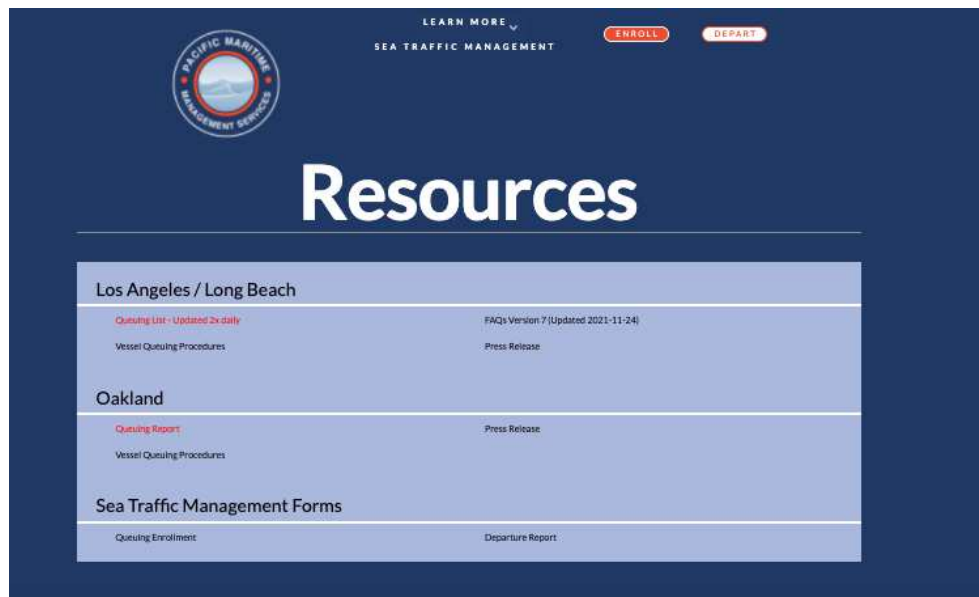 LEARN MORE
SEA TRAFFIC MANAGEMENT
ENROLL
DEPART
PACIFIC MARITIME
MANAGEMENT SERVICES
Resources
Los Angeles / Long Beach
Queuing List - Updated 2x daily
FAQs Version 7 (Updated 2021-11-24)
Vessel Queuing Procedures
Press Release
Oakland
Queuing Report
Press Release
Vessel Queuing Procedures
Sea Traffic Management Forms
Queuing Enrollment
Departure Report